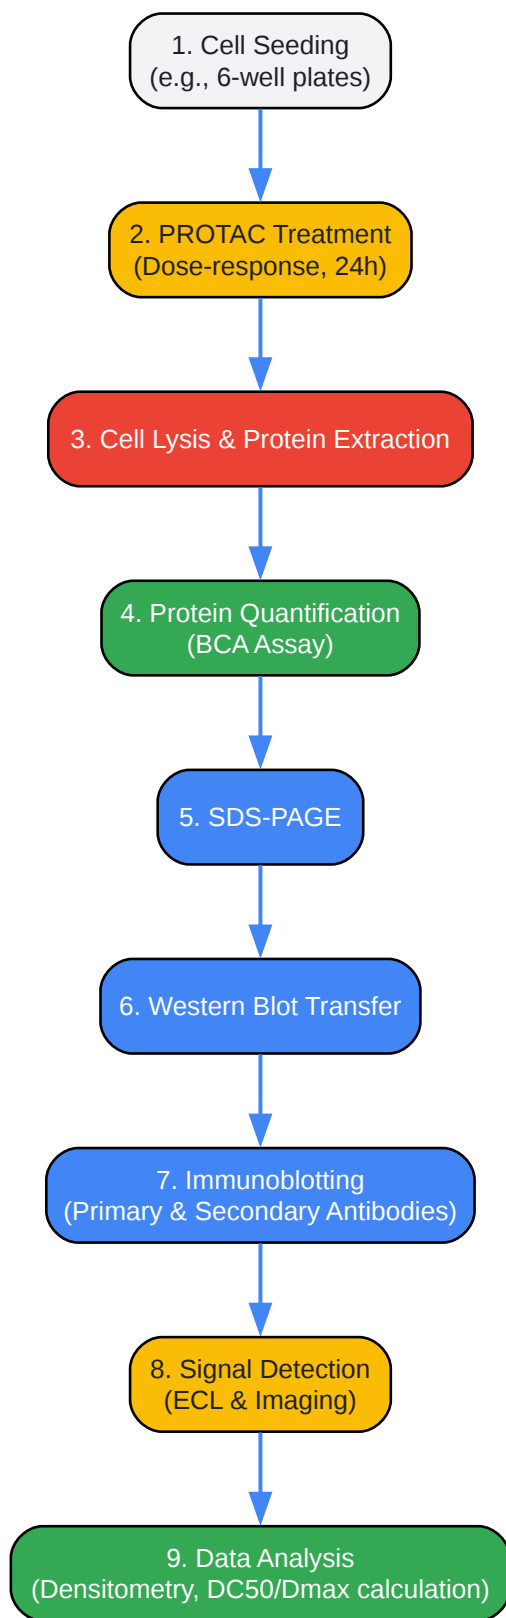 1. Cell Seeding
(e.g., 6-well plates)
2. PROTAC Treatment
(Dose-response, 24h)
3. Cell Lysis & Protein Extraction
4. Protein Quantification
(BCA Assay)
5. SDS-PAGE
6. Western Blot Transfer
7. Immunoblotting
(Primary & Secondary Antibodies)
8. Signal Detection
(ECL & Imaging)
9. Data Analysis
(Densitometry, DC50/Dmax calculation)